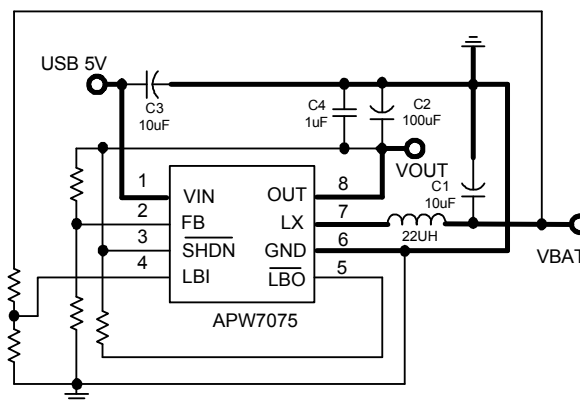 USB 5V
C3
10uF
C4
1uF
C2
100uF
VOUT
C1
10uF
1
VIN
OUT
8
2
FB
LX
7
22UH
3
SHDN
GND
6
4
LBI
LBO
5
VBAT
APW7075